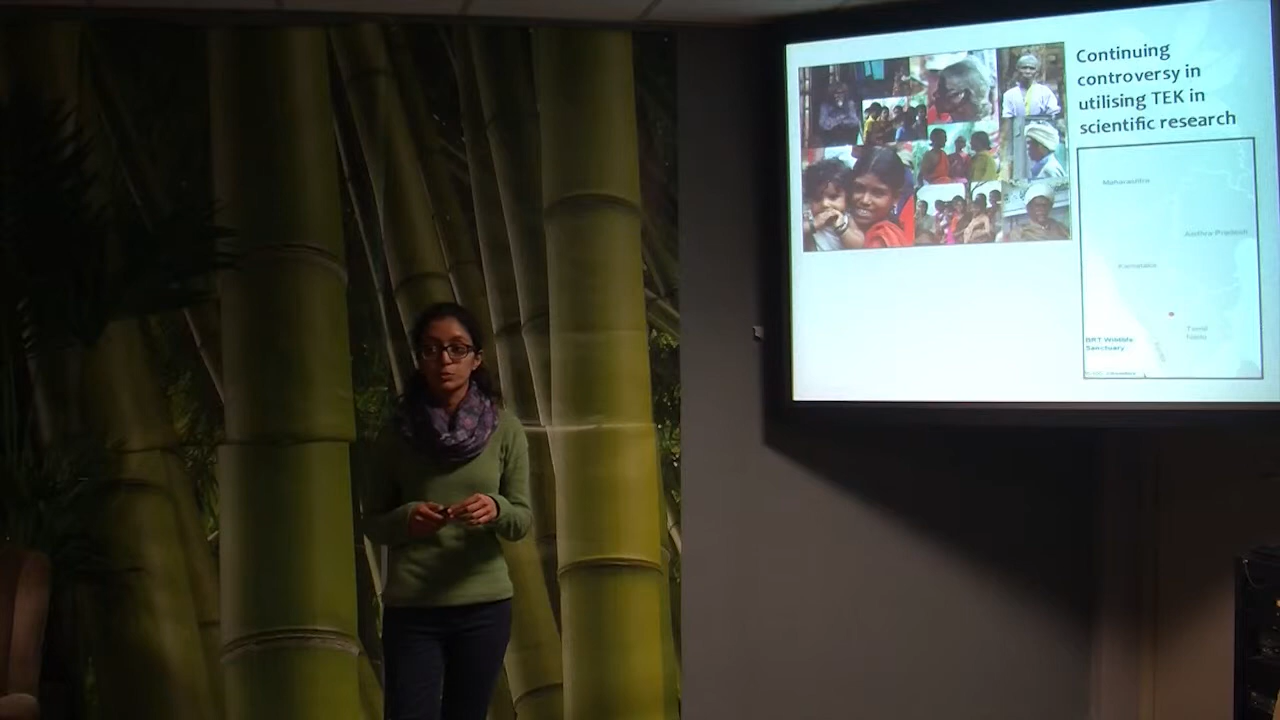 Continuing
controversy in
utilising TEK in
scientific research
Maharashtra
Andhra Pradesh
Karnataka
Tamil
Nadu
BRT Wildlife
Sanctuary